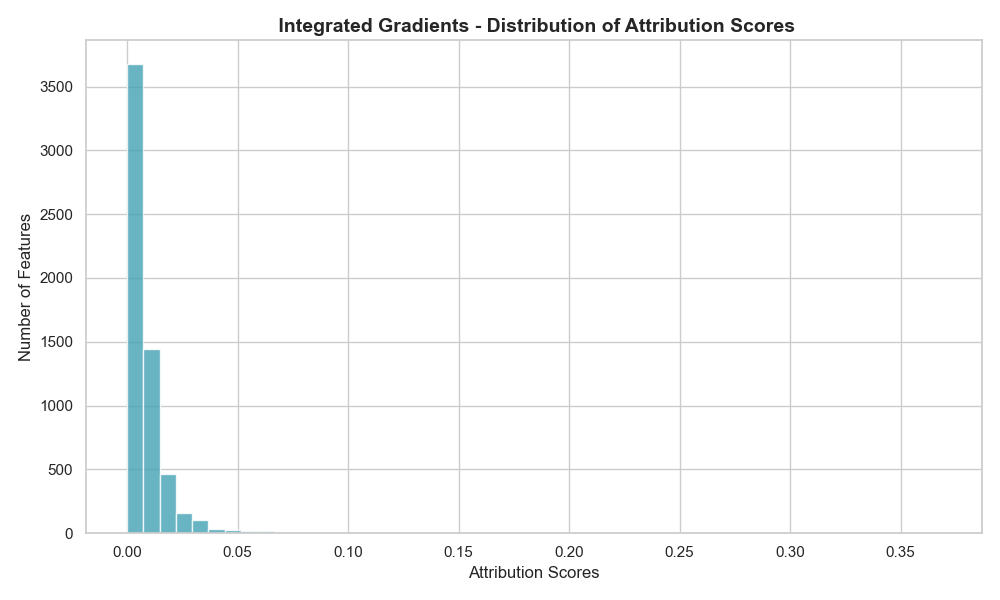 Integrated Gradients - Distribution of Attribution Scores
Number of Features
3500
3000
2500
2000
1500
1000
500
0
0.00 0.05 0.10 0.15 0.20 0.25 0.30 0.35
Attribution Scores